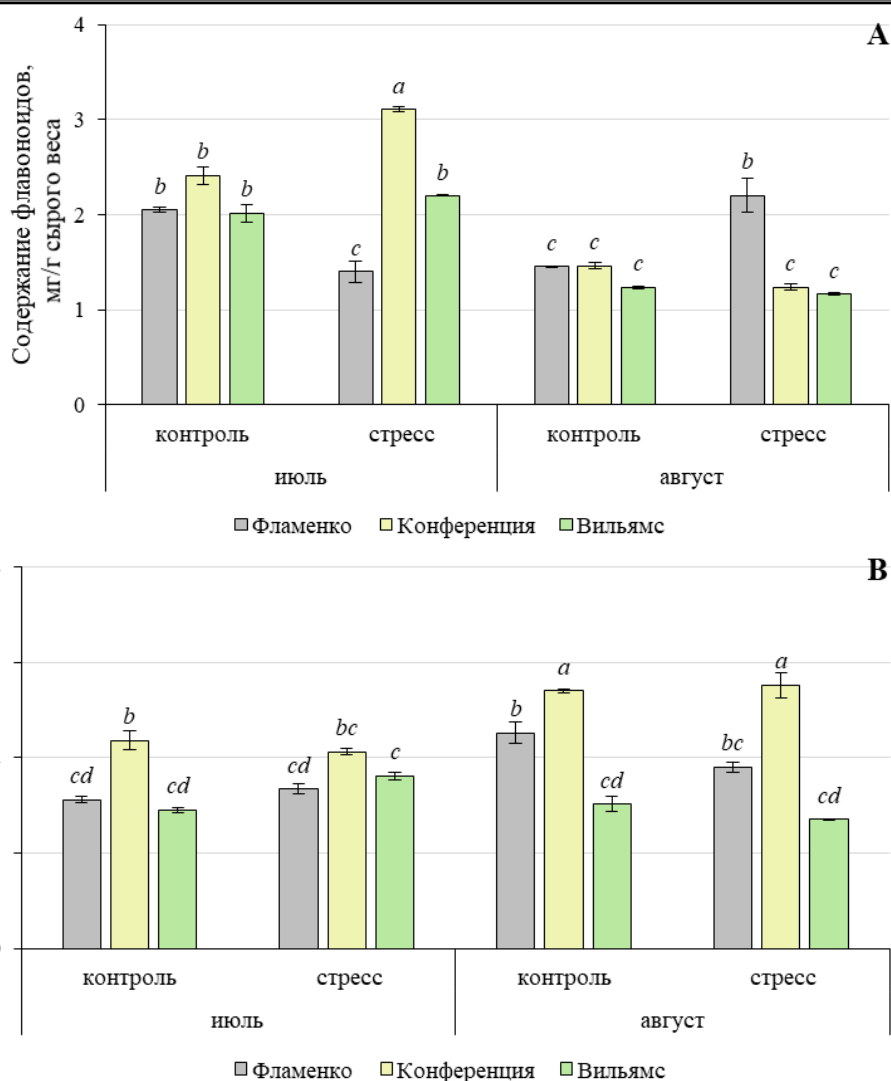 A
Содержание флавоноидов,
мг/г сырого веса
4
3
2
1
0
b b b c a b c c c b c c
контроль стресс контроль стресс
июль август
Фламенко Конференция Вильямс
B
cd b cd cd bc c b a cd bc a cd
контроль стресс контроль стресс
июль август
Фламенко Конференция Вильямс